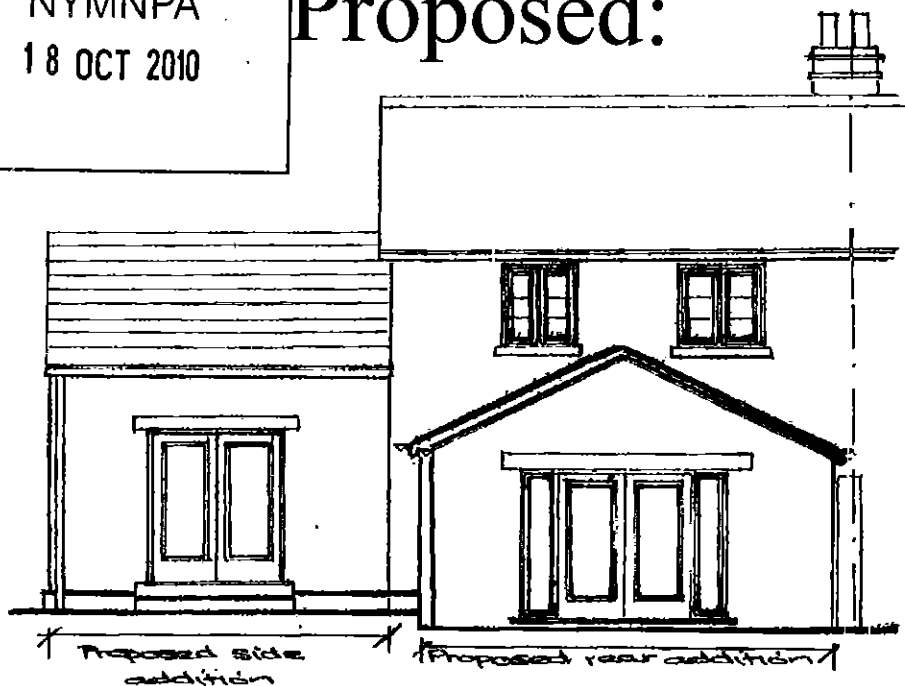 NYMNPA
18 OCT 2010
Proposed:
Proposed side
addition
Proposed rear addition